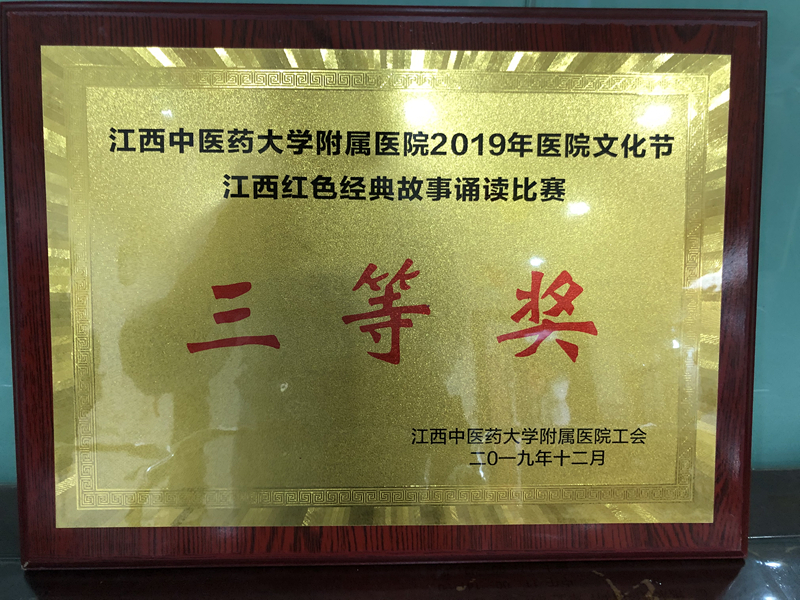 江西中医药大学附属医院2019年医院文化节
江西红色经典故事诵读比赛
三等奖
江西中医药大学附属医院工会
二0一九年十二月